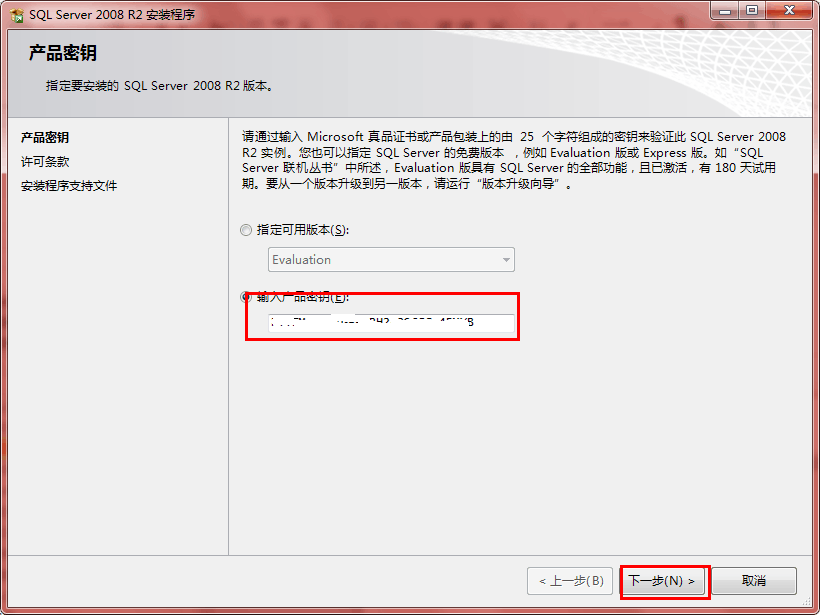 SQL Server 2008 R2 安装程序
产品密钥
指定要安装的 SQL Server 2008 R2 版本。
产品密钥
许可条款
安装程序支持文件
请通过输入 Microsoft 真品证书或产品包装上的由 25 个字符组成的密钥来验证此 SQL Server 2008
R2 实例。您也可以指定 SQL Server 的免费版本 ，例如 Evaluation 版或 Express 版。如“SQL
Server 联机丛书”中所述，Evaluation 版具有 SQL Server 的全部功能，且已激活，有 180 天试用
期。要从一个版本升级到另一版本，请运行“版本升级向导”。
指定可用版本(S):
Evaluation
输入产品密钥(E):
< 上一步(B)
下一步(N) >
取消